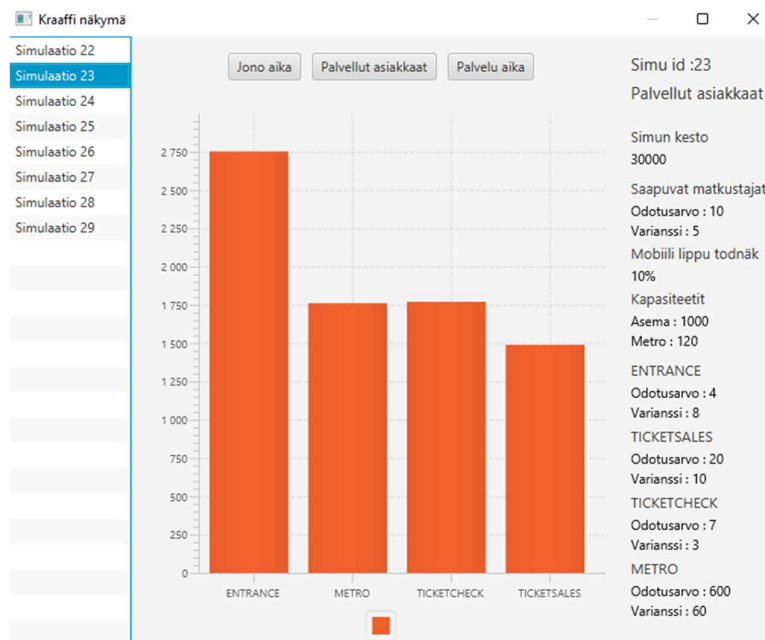 Kraaffi näkymä
Simulaatio 22
Simulaatio 23
Simulaatio 24
Simulaatio 25
Simulaatio 26
Simulaatio 27
Simulaatio 28
Simulaatio 29
Jono aika
Palvellut asiakkaat
Palvelu aika
2 750
2 500
2 250
2 000
1 750
1 500
1 250
1 000
750
500
250
0
ENTRANCE
METRO
TICKETCHECK
TICKETSALES
Simu id :23
Palvellut asiakkaat
Simun kesto
30000
Saapuvat matkustajat
Odotusarvo : 10
Varianssi : 5
Mobiili lippu todnäk
10%
Kapasiteetit
Asema : 1000
Metro : 120
ENTRANCE
Odotusarvo : 4
Varianssi : 8
TICKETSALES
Odotusarvo : 20
Varianssi : 10
TICKETCHECK
Odotusarvo : 7
Varianssi : 3
METRO
Odotusarvo : 600
Varianssi : 60